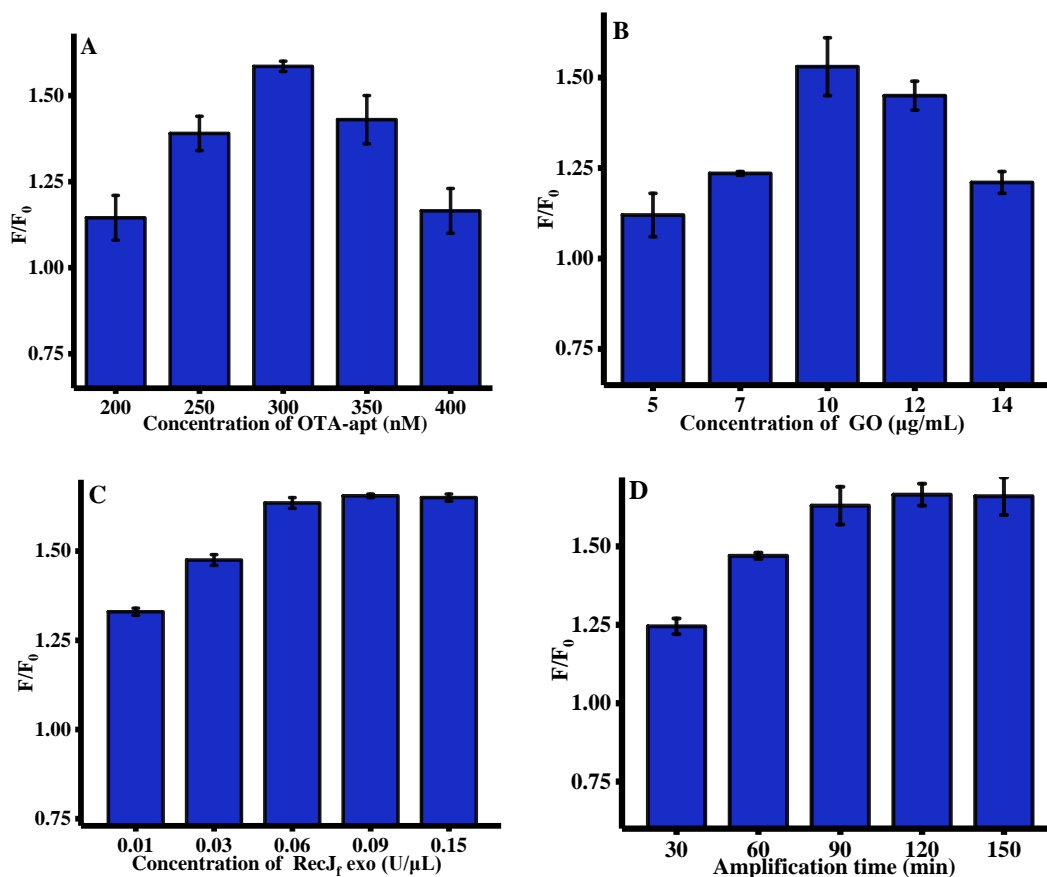 A
1.50
1.25
1.00
0.75
F/F0
200 250 300 350 400
Concentration of OTA-apt (nM)
B
1.50
1.25
1.00
0.75
F/F0
5 7 10 12 14
Concentration of GO (µg/mL)
C
1.50
1.25
1.00
0.75
F/F0
0.01 0.03 0.06 0.09 0.15
Concentration of RecJf exo (U/µL)
D
1.50
1.25
1.00
0.75
F/F0
30 60 90 120 150
Amplification time (min)